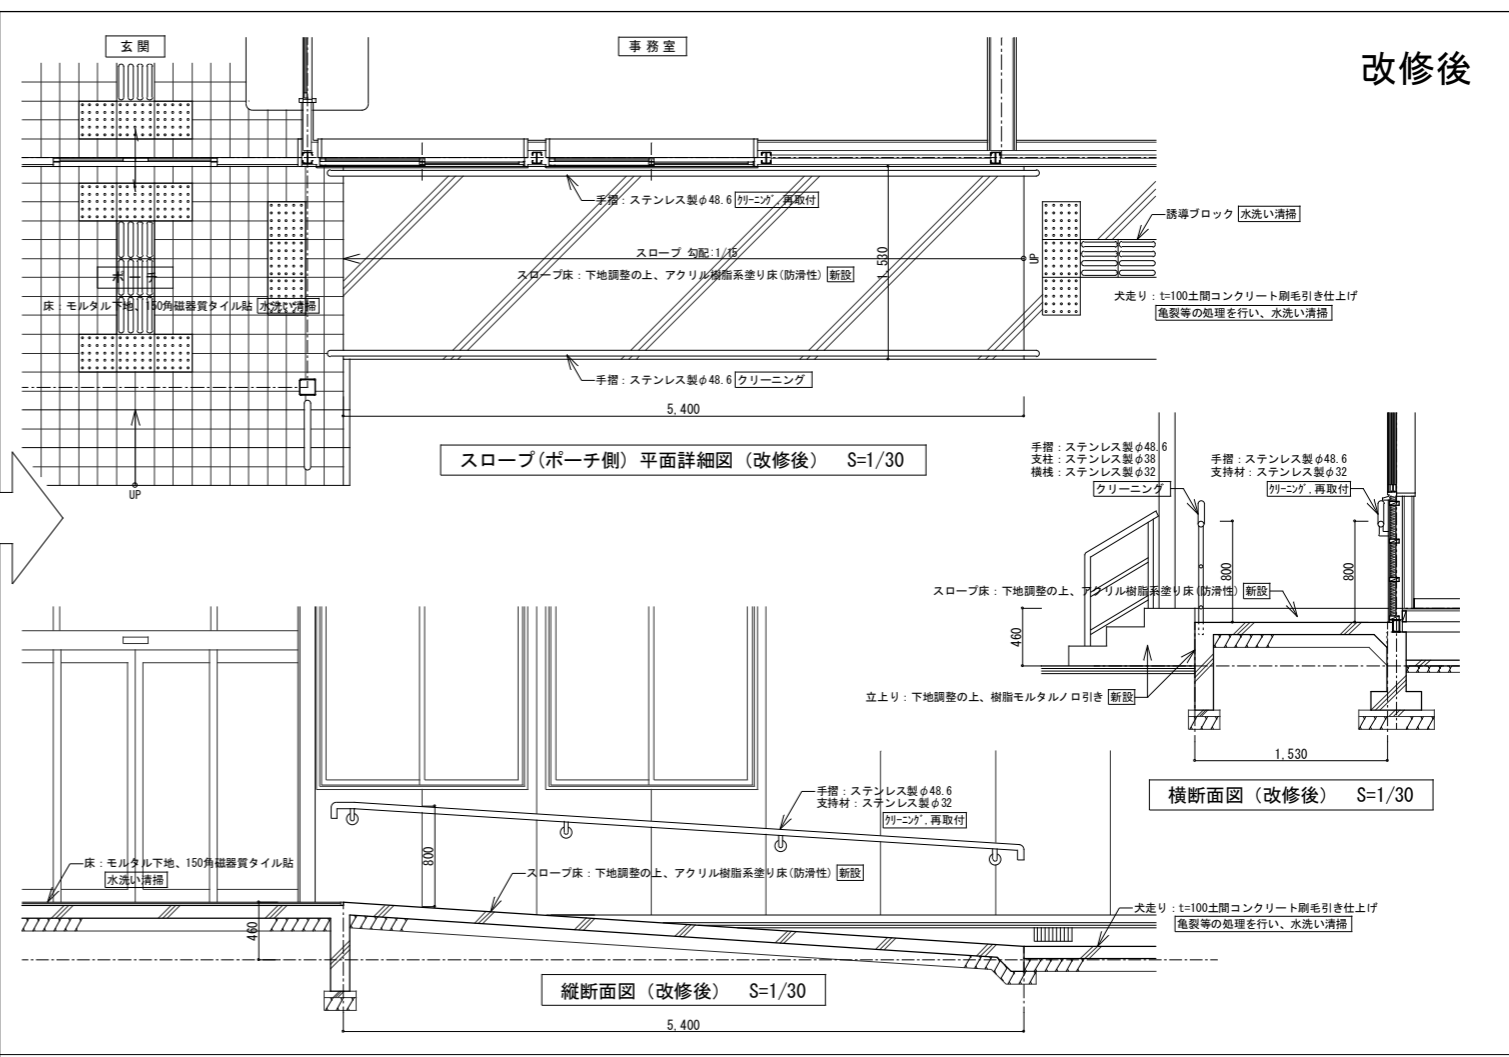 改修後
玄関
事務室
手摺：ステンレス製φ48.6 ｸﾘｰﾆﾝｸﾞ,再取付
誘導ブロック 水洗い清掃
スロープ 勾配:1/15
UP
1,530
スロープ床：下地調整の上、アクリル樹脂系塗り床(防滑性) 新設
ポーチ
床：モルタル下地、150角磁器質タイル貼 水洗い清掃
犬走り：t=100土間コンクリート刷毛引き仕上げ
亀裂等の処理を行い、水洗い清掃
手摺：ステンレス製φ48.6 クリーニング
5,400
スロープ(ポーチ側) 平面詳細図（改修後） S=1/30
UP
手摺：ステンレス製φ48.6
支柱：ステンレス製φ38
横桟：ステンレス製φ32
クリーニング
手摺：ステンレス製φ48.6
支持材：ステンレス製φ32
ｸﾘｰﾆﾝｸﾞ,再取付
800
800
スロープ床：下地調整の上、アクリル樹脂系塗り床(防滑性) 新設
460
立上り：下地調整の上、樹脂モルタルノロ引き 新設
1,530
横断面図（改修後） S=1/30
手摺：ステンレス製φ48.6
支持材：ステンレス製φ32
ｸﾘｰﾆﾝｸﾞ,再取付
800
床：モルタル下地、150角磁器質タイル貼
水洗い清掃
スロープ床：下地調整の上、アクリル樹脂系塗り床(防滑性) 新設
460
犬走り：t=100土間コンクリート刷毛引き仕上げ
亀裂等の処理を行い、水洗い清掃
縦断面図（改修後） S=1/30
5,400